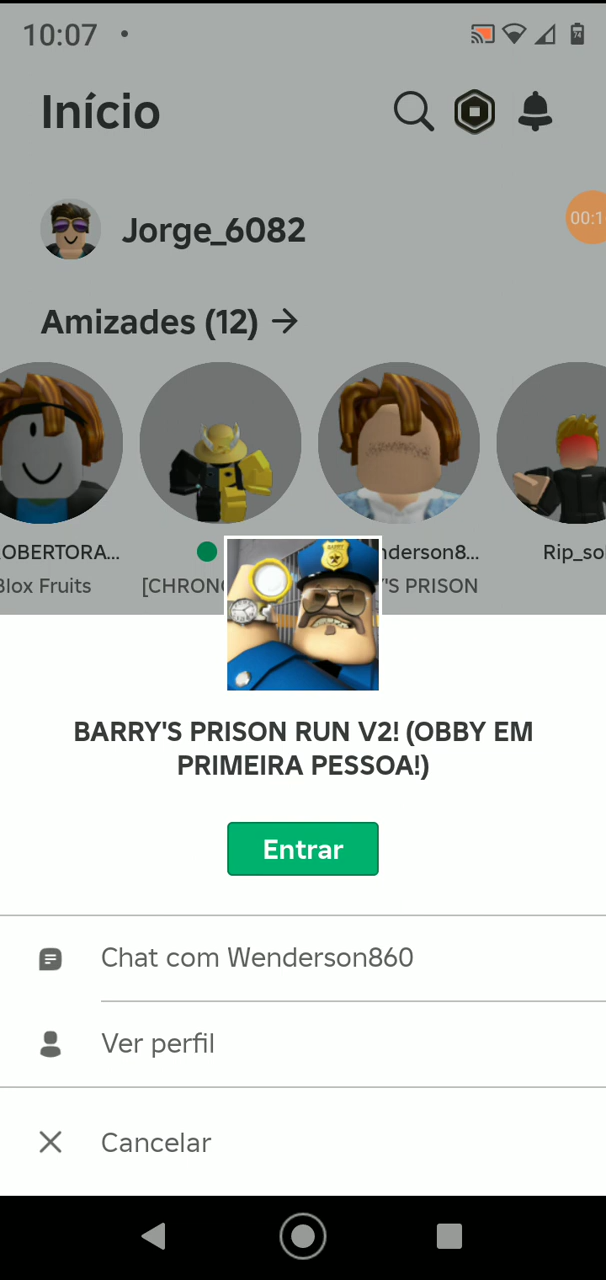 10:07
74
Início
Jorge_6082
00:1
Amizades (12) →
OBERTORA...
nderson8...
Rip_so
Blox Fruits
[CHRON
'S PRISON
BARRY'S PRISON RUN V2! (OBBY EM
PRIMEIRA PESSOA!)
Entrar
Chat com Wenderson860
Ver perfil
Cancelar